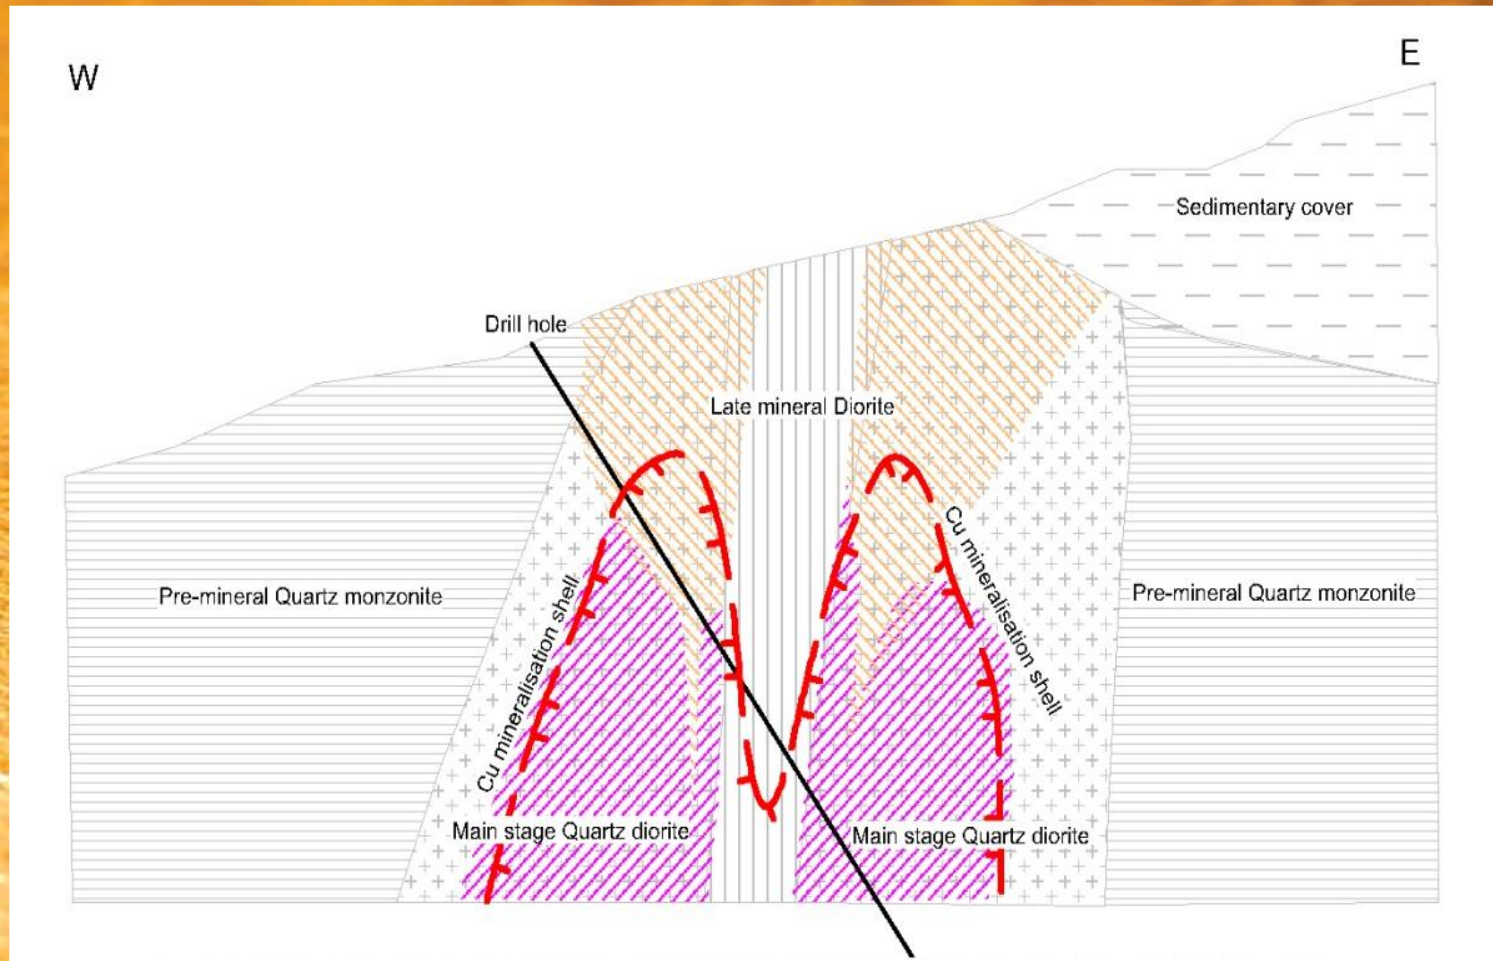 W
E
Sedimentary cover
Drill hole
Late mineral Diorite
Cu mineralisation shell
Cu mineralisation shell
Pre-mineral Quartz monzonite
Pre-mineral Quartz monzonite
Main stage Quartz diorite
Main stage Quartz diorite